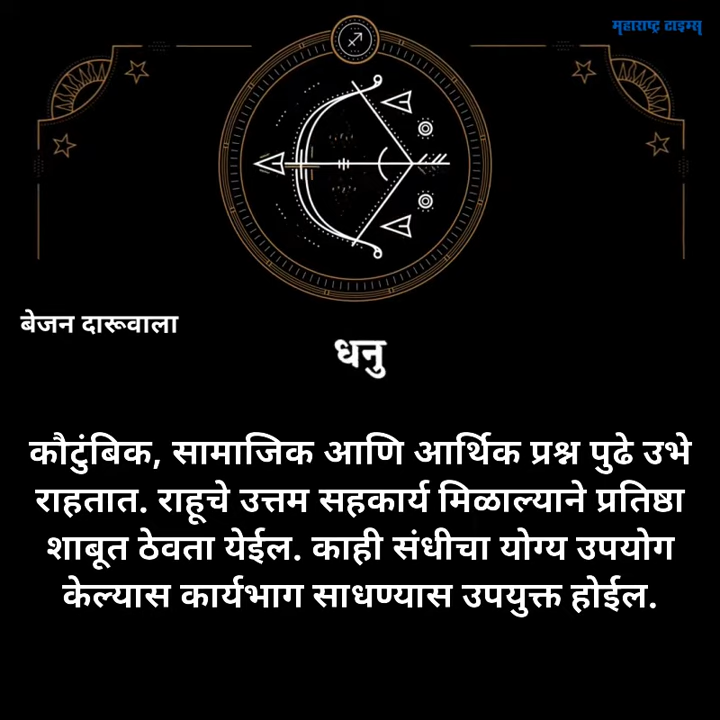 महाराष्ट्र टाइम्स
बेजन दारूवाला
धनु
कौटुंबिक, सामाजिक आणि आर्थिक प्रश्न पुढे उभे
राहतात. राहूचे उत्तम सहकार्य मिळाल्याने प्रतिष्ठा
शाबूत ठेवता येईल. काही संधीचा योग्य उपयोग
केल्यास कार्यभाग साधण्यास उपयुक्त होईल.